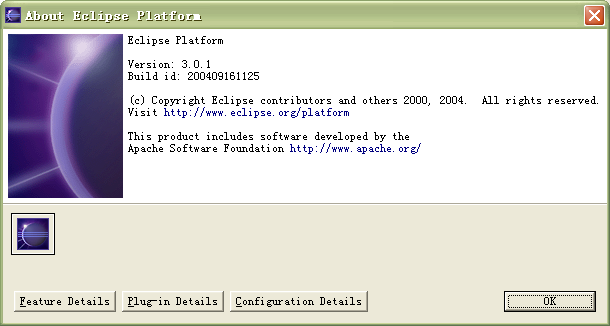 About Eclipse Platform
Eclipse Platform
Version: 3.0.1
Build id: 200409161125
(c) Copyright Eclipse contributors and others 2000, 2004.  All rights reserved.
Visit http://www.eclipse.org/platform
This product includes software developed by the
Apache Software Foundation http://www.apache.org/
Feature Details
Plug-in Details
Configuration Details
OK